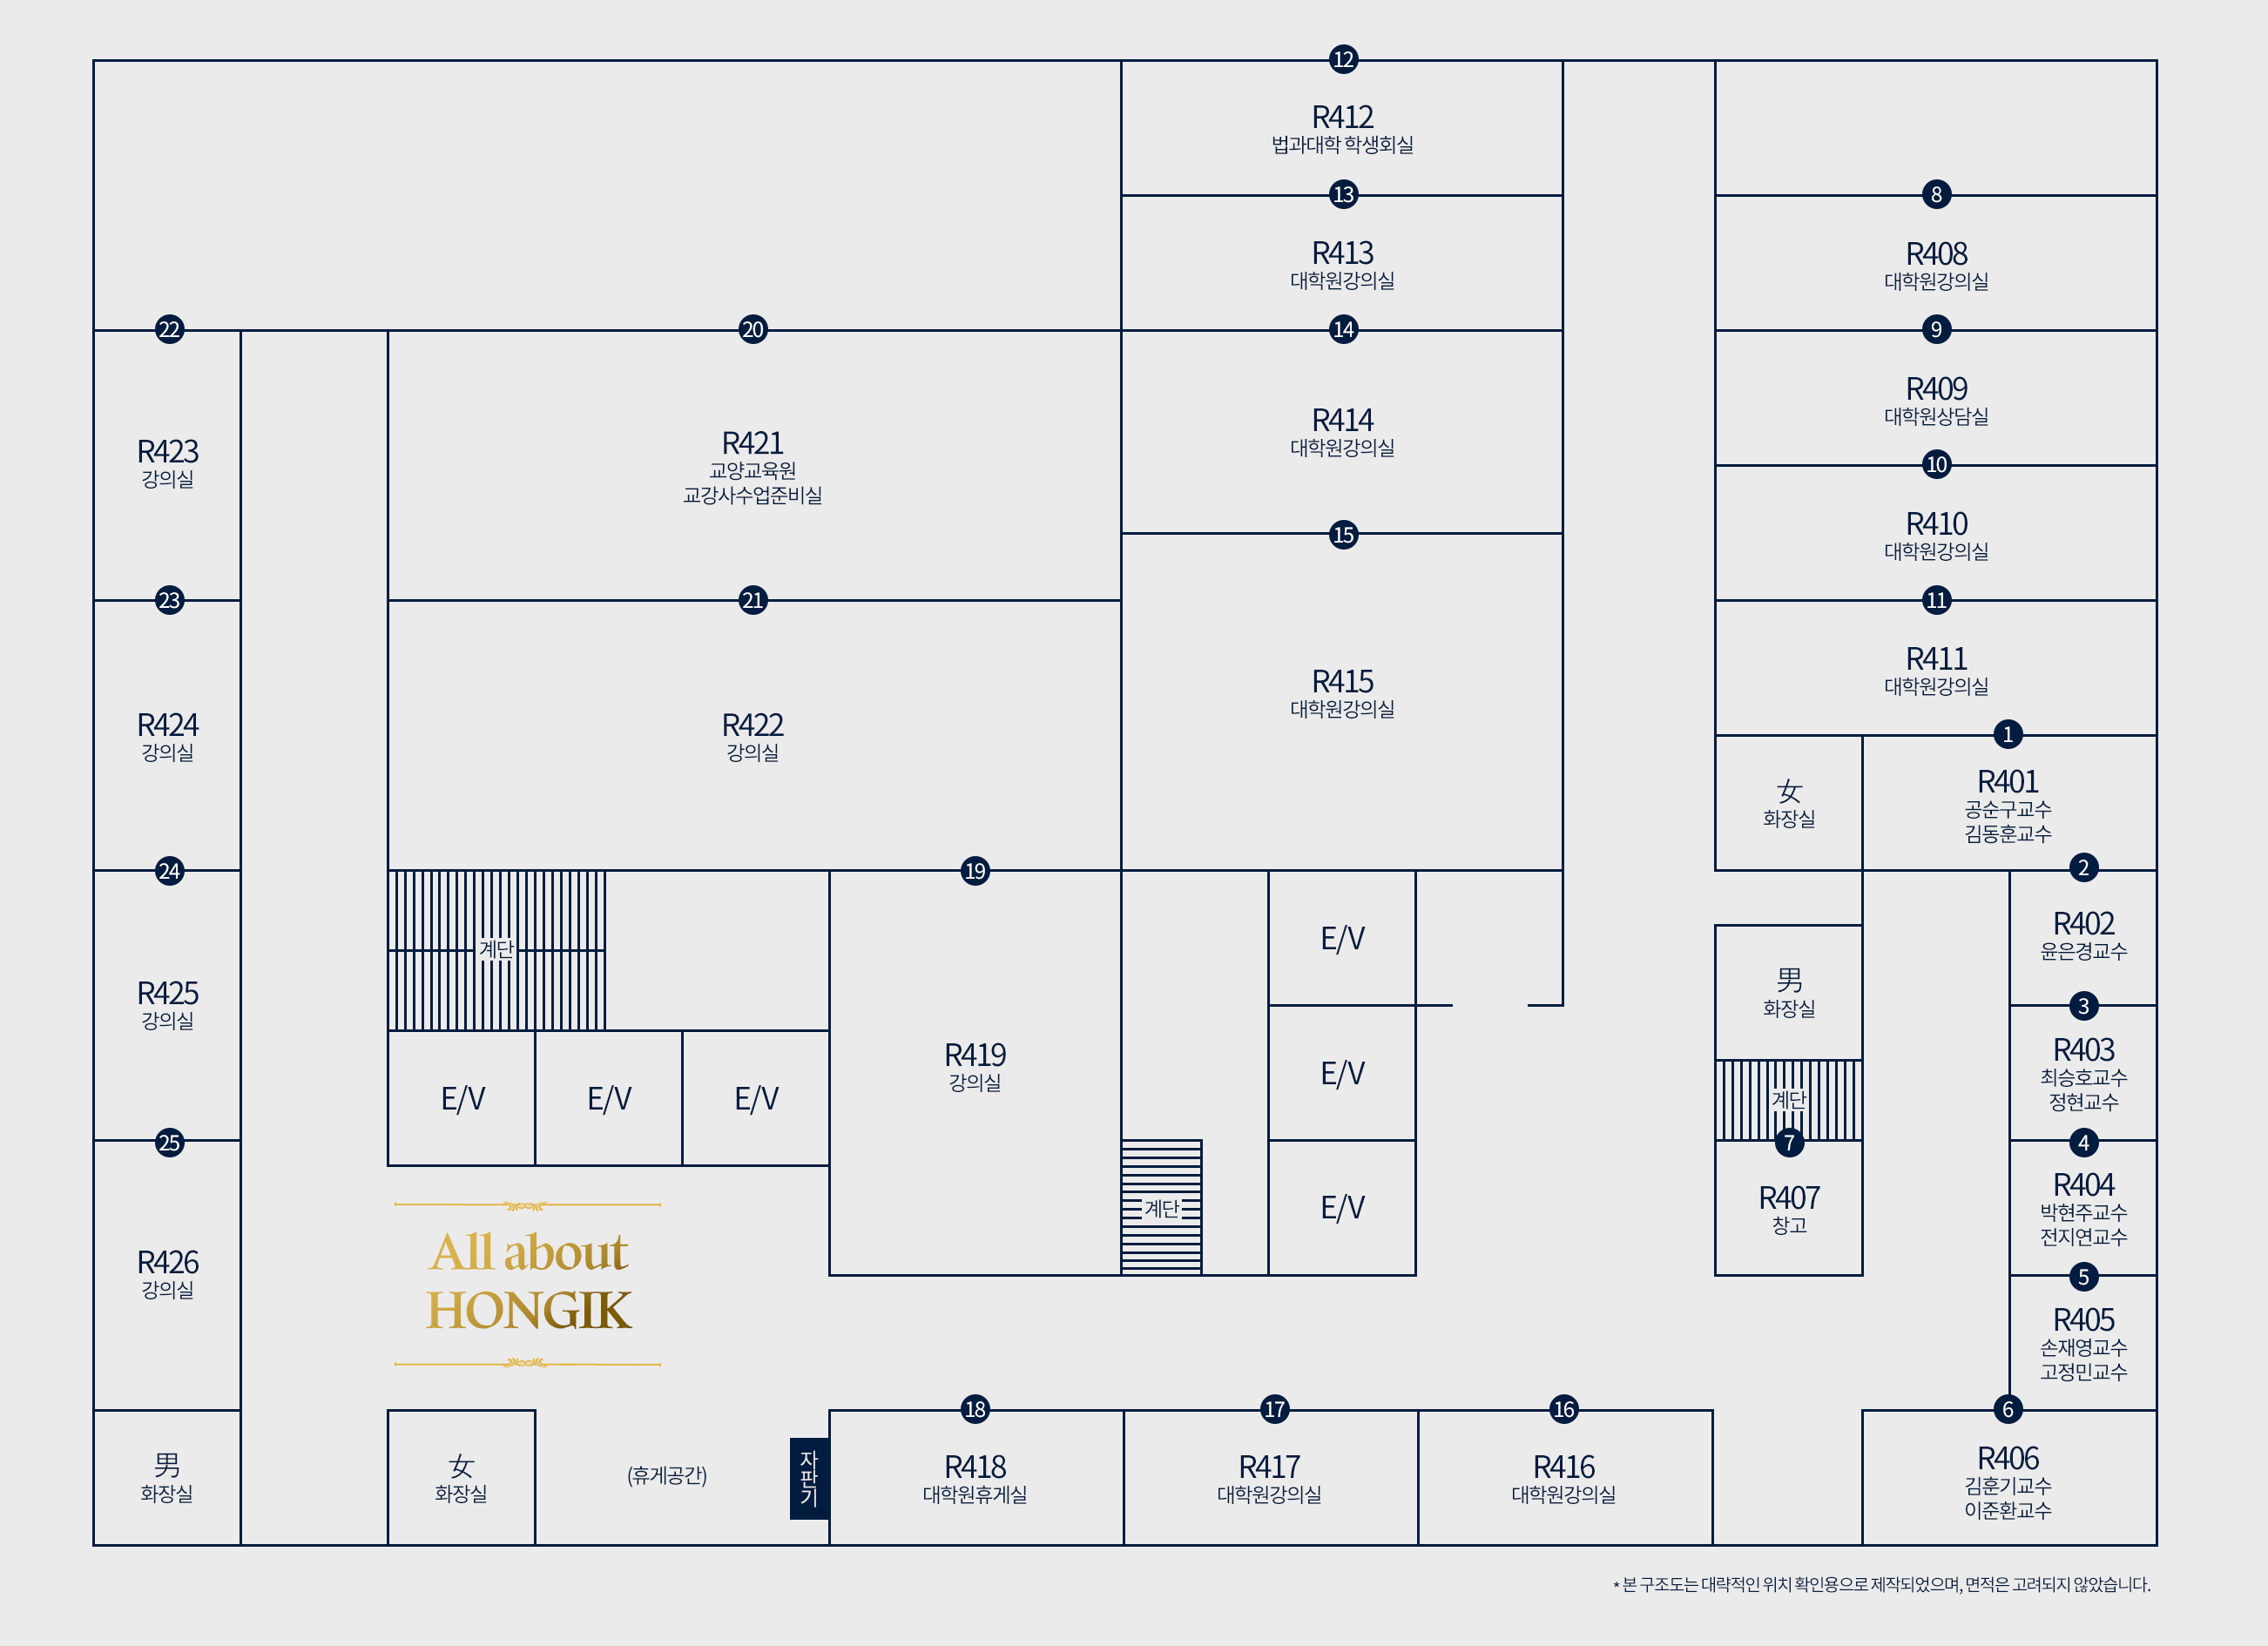 12
R412
법과대학 학생회실
13
8
R413
대학원강의실
R408
대학원강의실
22
20
14
9
R423
강의실
R421
교양교육원
교강사수업준비실
R414
대학원강의실
R409
대학원상담실
10
15
R410
대학원강의실
23
21
11
R424
강의실
R422
강의실
R415
대학원강의실
R411
대학원강의실
1
女
화장실
R401
공순구교수
김동훈교수
24
19
2
계단
E/V
R402
윤은경교수
R425
강의실
男
화장실
3
E/V
E/V
E/V
R419
강의실
E/V
계단
R403
최승호교수
정현교수
25
7
4
R426
강의실
All about
HONGIK
계단
E/V
R407
창고
R404
박현주교수
전지연교수
5
R405
손재영교수
고정민교수
18
17
16
6
男
화장실
女
화장실
(휴게공간)
자판기
R418
대학원휴게실
R417
대학원강의실
R416
대학원강의실
R406
김훈기교수
이준환교수
* 본 구조도는 대략적인 위치 확인용으로 제작되었으며, 면적은 고려되지 않았습니다.